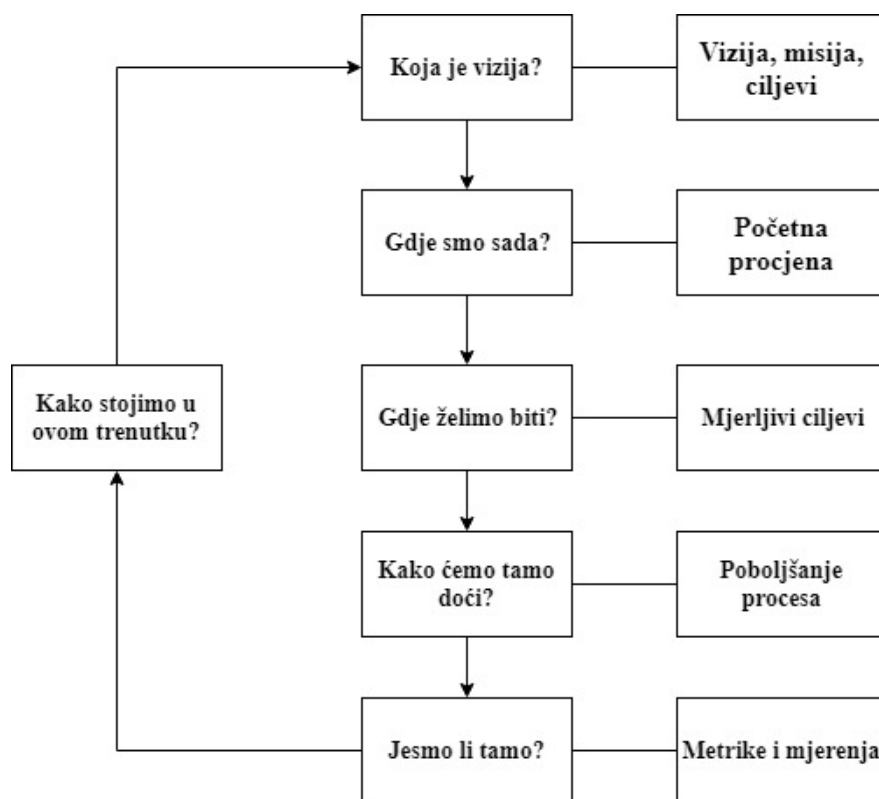 Koja je vizija?
Vizija, misija,
ciljevi
Gdje smo sada?
Početna
procjena
Kako stojimo u
ovom trenutku?
Gdje želimo biti?
Mjerljivi ciljevi
Kako ćemo tamo
doći?
Poboljšanje
procesa
Jesmo li tamo?
Metrike i mjerenja